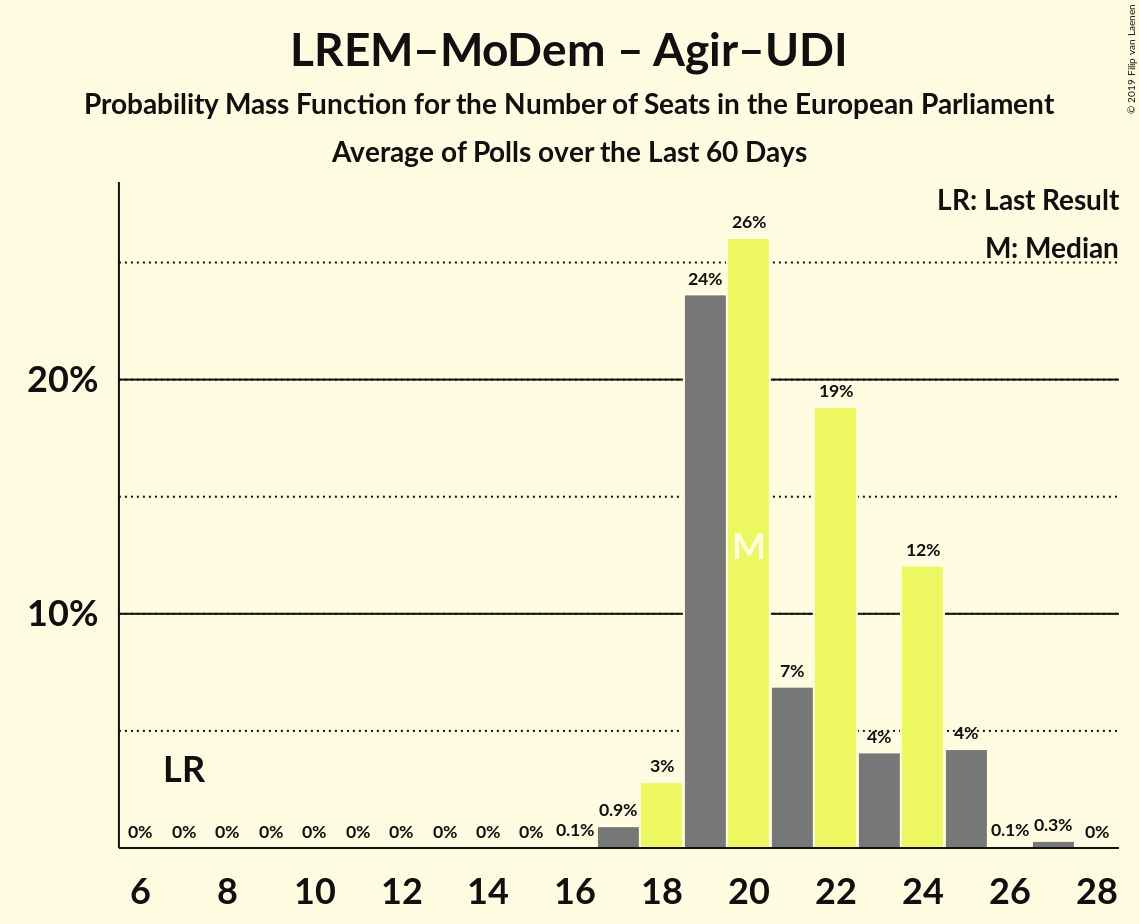 © 2019 Filip van Laenen
LREM–MoDem – Agir–UDI
Probability Mass Function for the Number of Seats in the European Parliament
Average of Polls over the Last 60 Days
LR: Last Result
M: Median
26%
24%
20%
19%
M
12%
10%
7%
4%
4%
LR
3%
0% 0% 0% 0% 0% 0% 0% 0% 0% 0% 0.1% 0.9% 0.1% 0.3% 0%
6 8 10 12 14 16 18 20 22 24 26 28